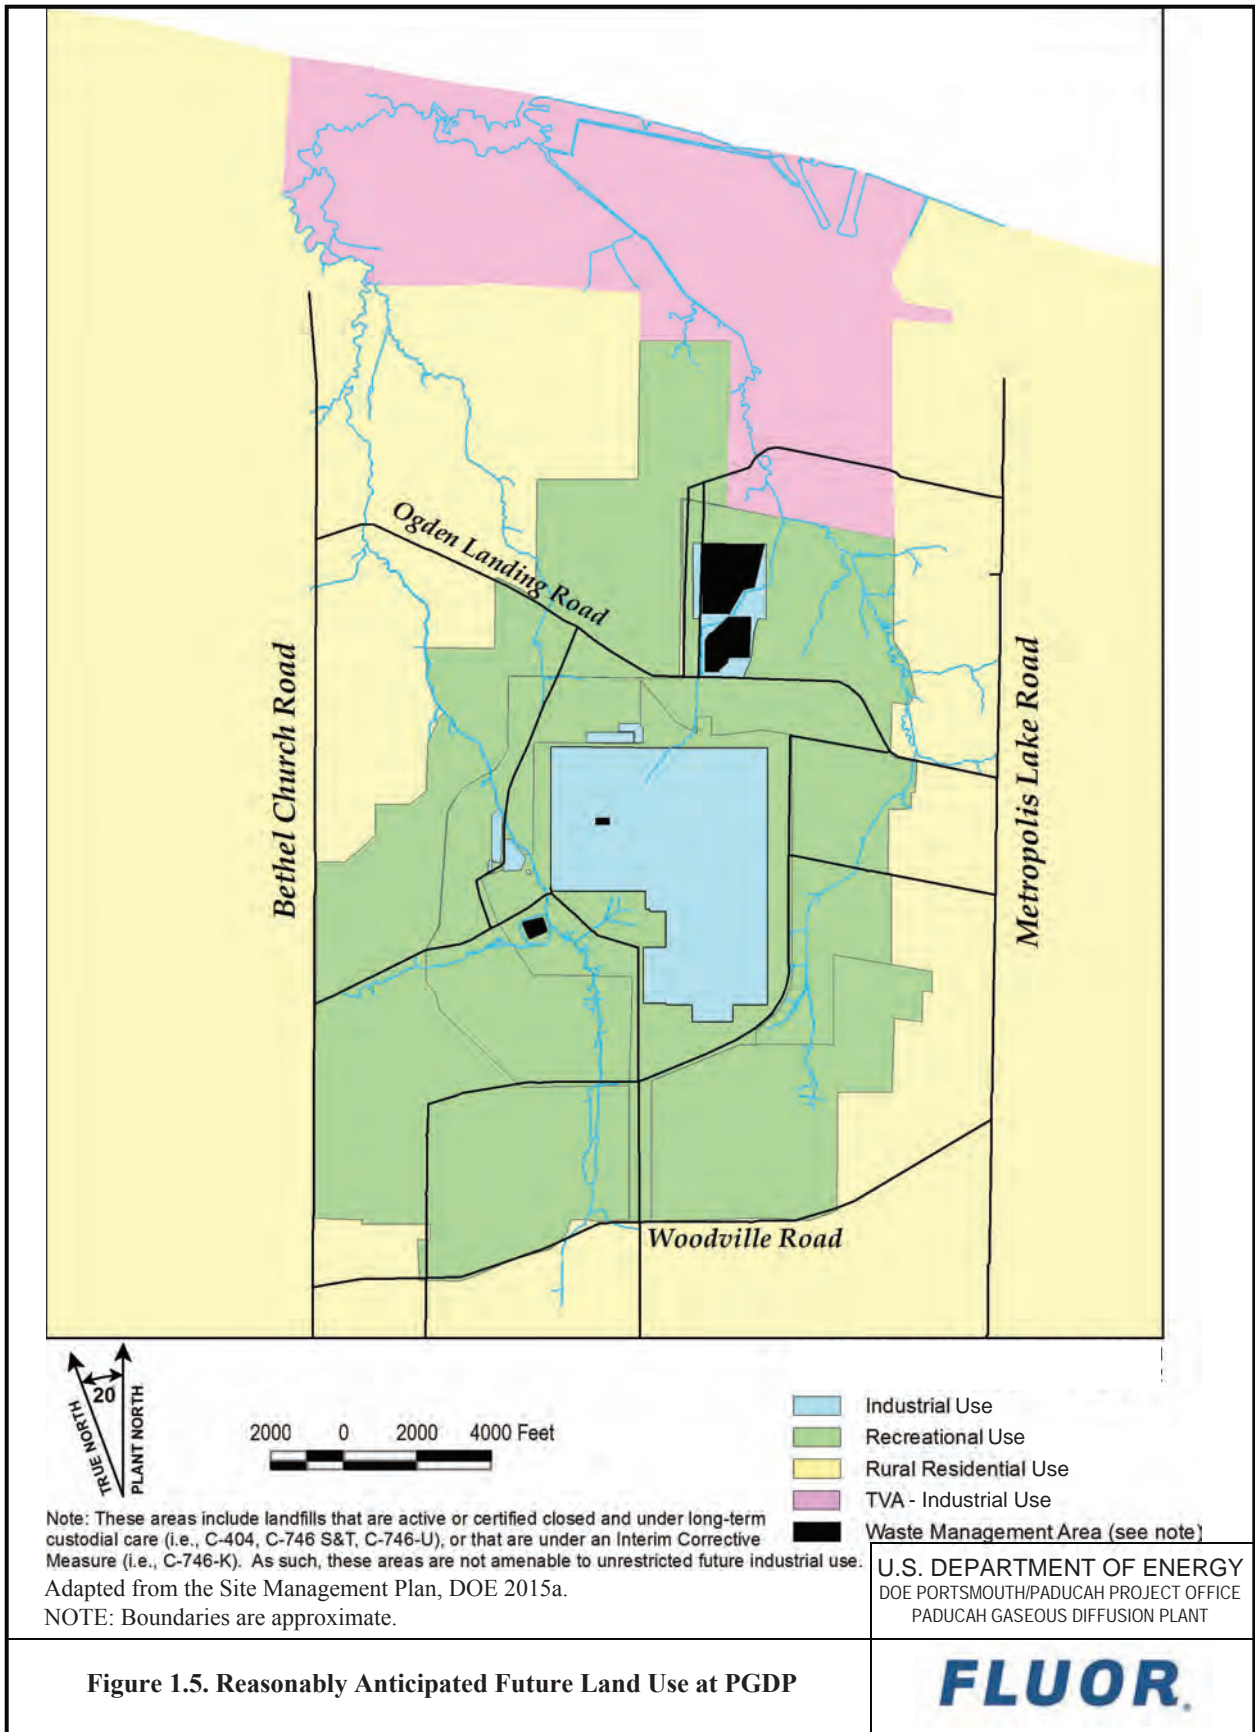 Ogden Landing Road
Bethel Church Road
Metropolis Lake Road
Woodville Road
20
TRUE NORTH
PLANT NORTH
2000 0 2000 4000 Feet
Industrial Use
Recreational Use
Rural Residential Use
TVA - Industrial Use
Waste Management Area (see note)
Note: These areas include landfills that are active or certified closed and under long-term
custodial care (i.e., C-404, C-746 S&T, C-746-U), or that are under an Interim Corrective
Measure (i.e., C-746-K). As such, these areas are not amenable to unrestricted future industrial use.
Adapted from the Site Management Plan, DOE 2015a.
NOTE: Boundaries are approximate.
U.S. DEPARTMENT OF ENERGY
DOE PORTSMOUTH/PADUCAH PROJECT OFFICE
PADUCAH GASEOUS DIFFUSION PLANT
Figure 1.5. Reasonably Anticipated Future Land Use at PGDP
FLUOR.